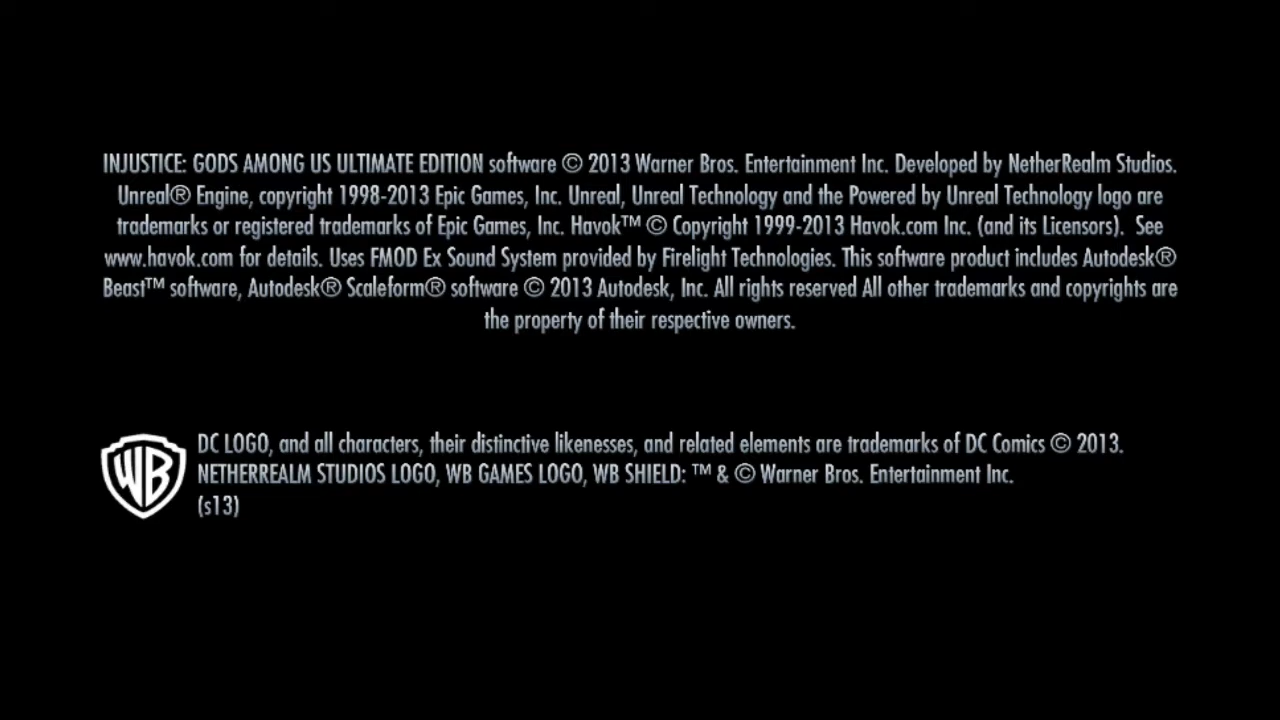 INJUSTICE: GODS AMONG US ULTIMATE EDITION software © 2013 Warner Bros. Entertainment Inc. Developed by NetherRealm Studios.
Unreal® Engine, copyright 1998-2013 Epic Games, Inc. Unreal, Unreal Technology and the Powered by Unreal Technology logo are
trademarks or registered trademarks of Epic Games, Inc. Havok™ © Copyright 1999-2013 Havok.com Inc. (and its Licensors).  See
www.havok.com for details. Uses FMOD Ex Sound System provided by Firelight Technologies. This software product includes Autodesk®
Beast™ software, Autodesk® Scaleform® software © 2013 Autodesk, Inc. All rights reserved All other trademarks and copyrights are
the property of their respective owners.
WB
DC LOGO, and all characters, their distinctive likenesses, and related elements are trademarks of DC Comics © 2013.
NETHERREALM STUDIOS LOGO, WB GAMES LOGO, WB SHIELD: ™ & © Warner Bros. Entertainment Inc.
(s13)